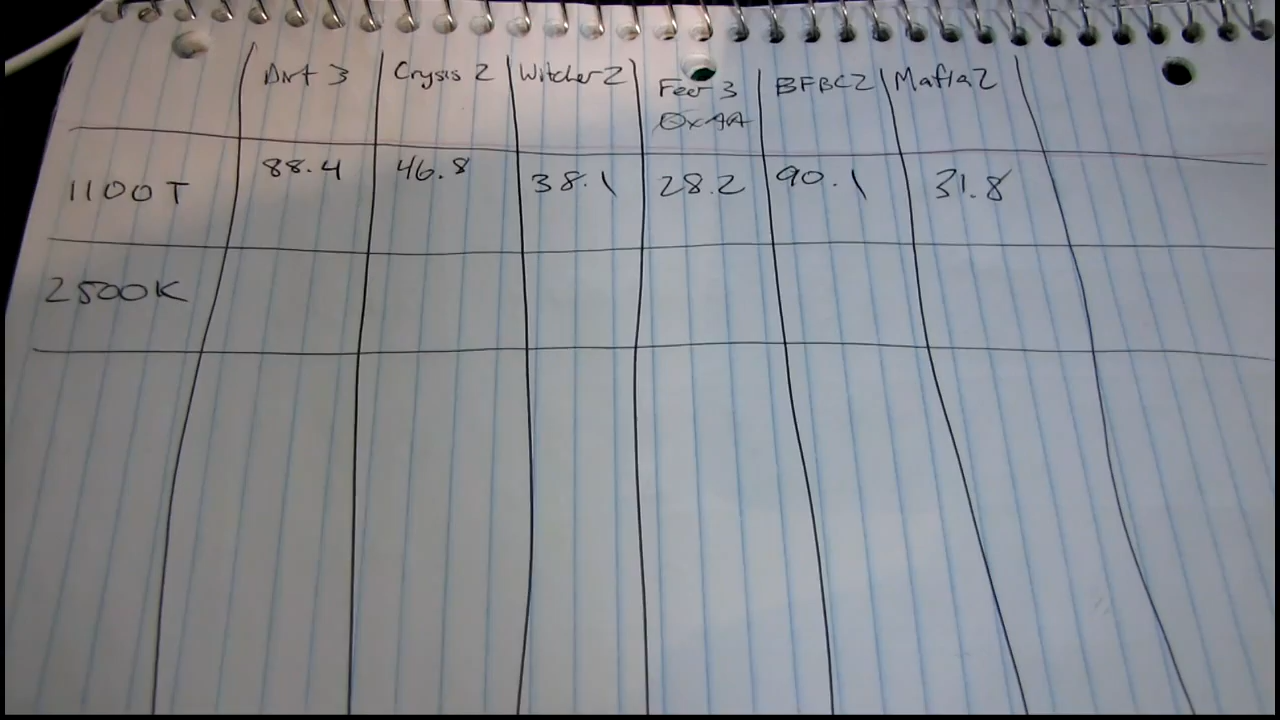 Dirt 3 Crysis 2 Witcher 2 Fear 3 BFBC2 Mafia 2
0xAA
1100T 88.4 46.8 38.1 28.2 90.1 31.8
2500K